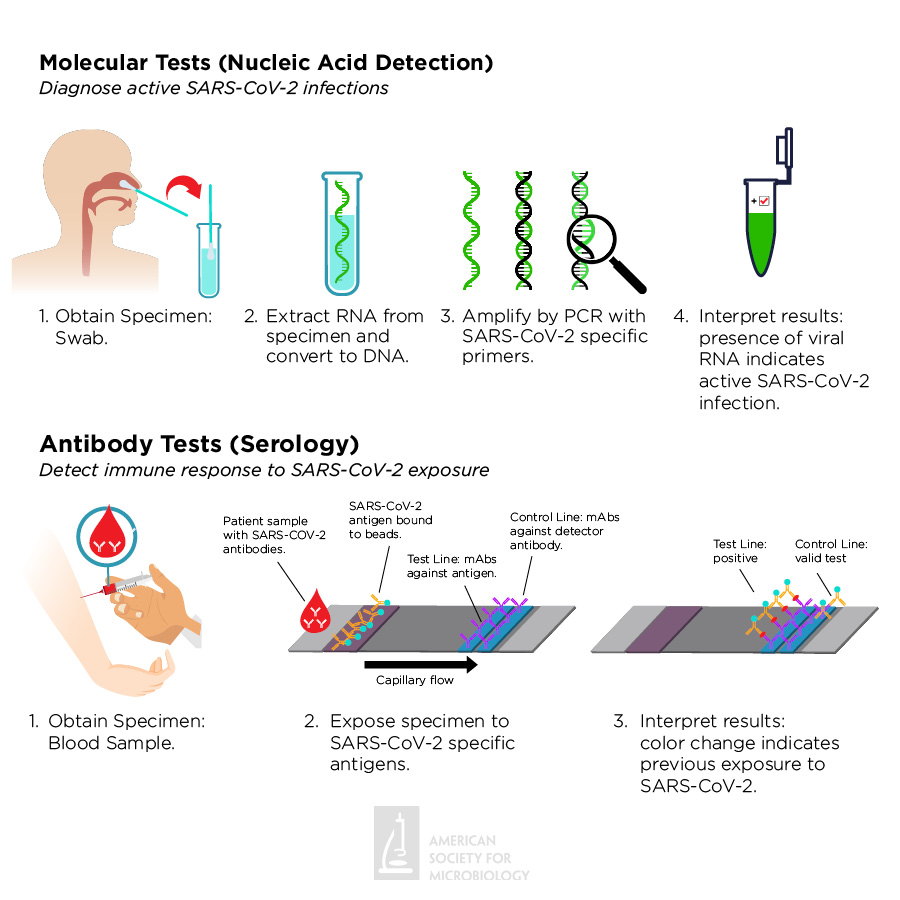 Molecular Tests (Nucleic Acid Detection)
Diagnose active SARS-CoV-2 infections
+
1. Obtain Specimen:
Swab.
2. Extract RNA from
specimen and
convert to DNA.
3. Amplify by PCR with
SARS-CoV-2 specific
primers.
4. Interpret results:
presence of viral
RNA indicates
active SARS-CoV-2
infection.
Antibody Tests (Serology)
Detect immune response to SARS-CoV-2 exposure
Patient sample
with SARS-COV-2
antibodies.
SARS-CoV-2
antigen bound
to beads.
Test Line: mAbs
against antigen.
Control Line: mAbs
against detector
antibody.
Capillary flow
Test Line:
positive
Control Line:
valid test
1. Obtain Specimen:
Blood Sample.
2. Expose specimen to
SARS-CoV-2 specific
antigens.
3. Interpret results:
color change indicates
previous exposure to
SARS-CoV-2.
AMERICAN
SOCIETY FOR
MICROBIOLOGY